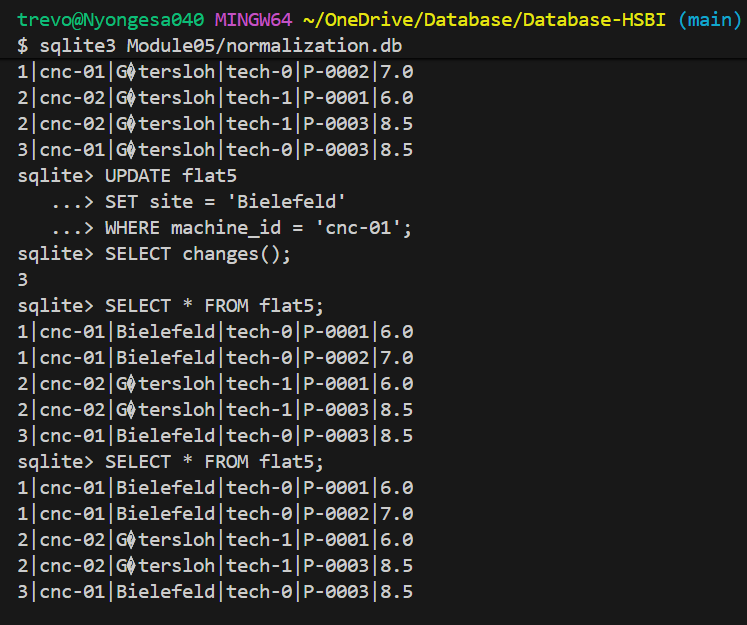 trevo@Nyongesa040 MINGW64 ~/OneDrive/Database/Database-HSBI (main)
$ sqlite3 Module05/normalization.db
1|cnc-01|G�tersloh|tech-0|P-0002|7.0
2|cnc-02|G�tersloh|tech-1|P-0001|6.0
2|cnc-02|G�tersloh|tech-1|P-0003|8.5
3|cnc-01|G�tersloh|tech-0|P-0003|8.5
sqlite> UPDATE flat5
   ...> SET site = 'Bielefeld'
   ...> WHERE machine_id = 'cnc-01';
sqlite> SELECT changes();
3
sqlite> SELECT * FROM flat5;
1|cnc-01|Bielefeld|tech-0|P-0001|6.0
1|cnc-01|Bielefeld|tech-0|P-0002|7.0
2|cnc-02|G�tersloh|tech-1|P-0001|6.0
2|cnc-02|G�tersloh|tech-1|P-0003|8.5
3|cnc-01|Bielefeld|tech-0|P-0003|8.5
sqlite> SELECT * FROM flat5;
1|cnc-01|Bielefeld|tech-0|P-0001|6.0
1|cnc-01|Bielefeld|tech-0|P-0002|7.0
2|cnc-02|G�tersloh|tech-1|P-0001|6.0
2|cnc-02|G�tersloh|tech-1|P-0003|8.5
3|cnc-01|Bielefeld|tech-0|P-0003|8.5